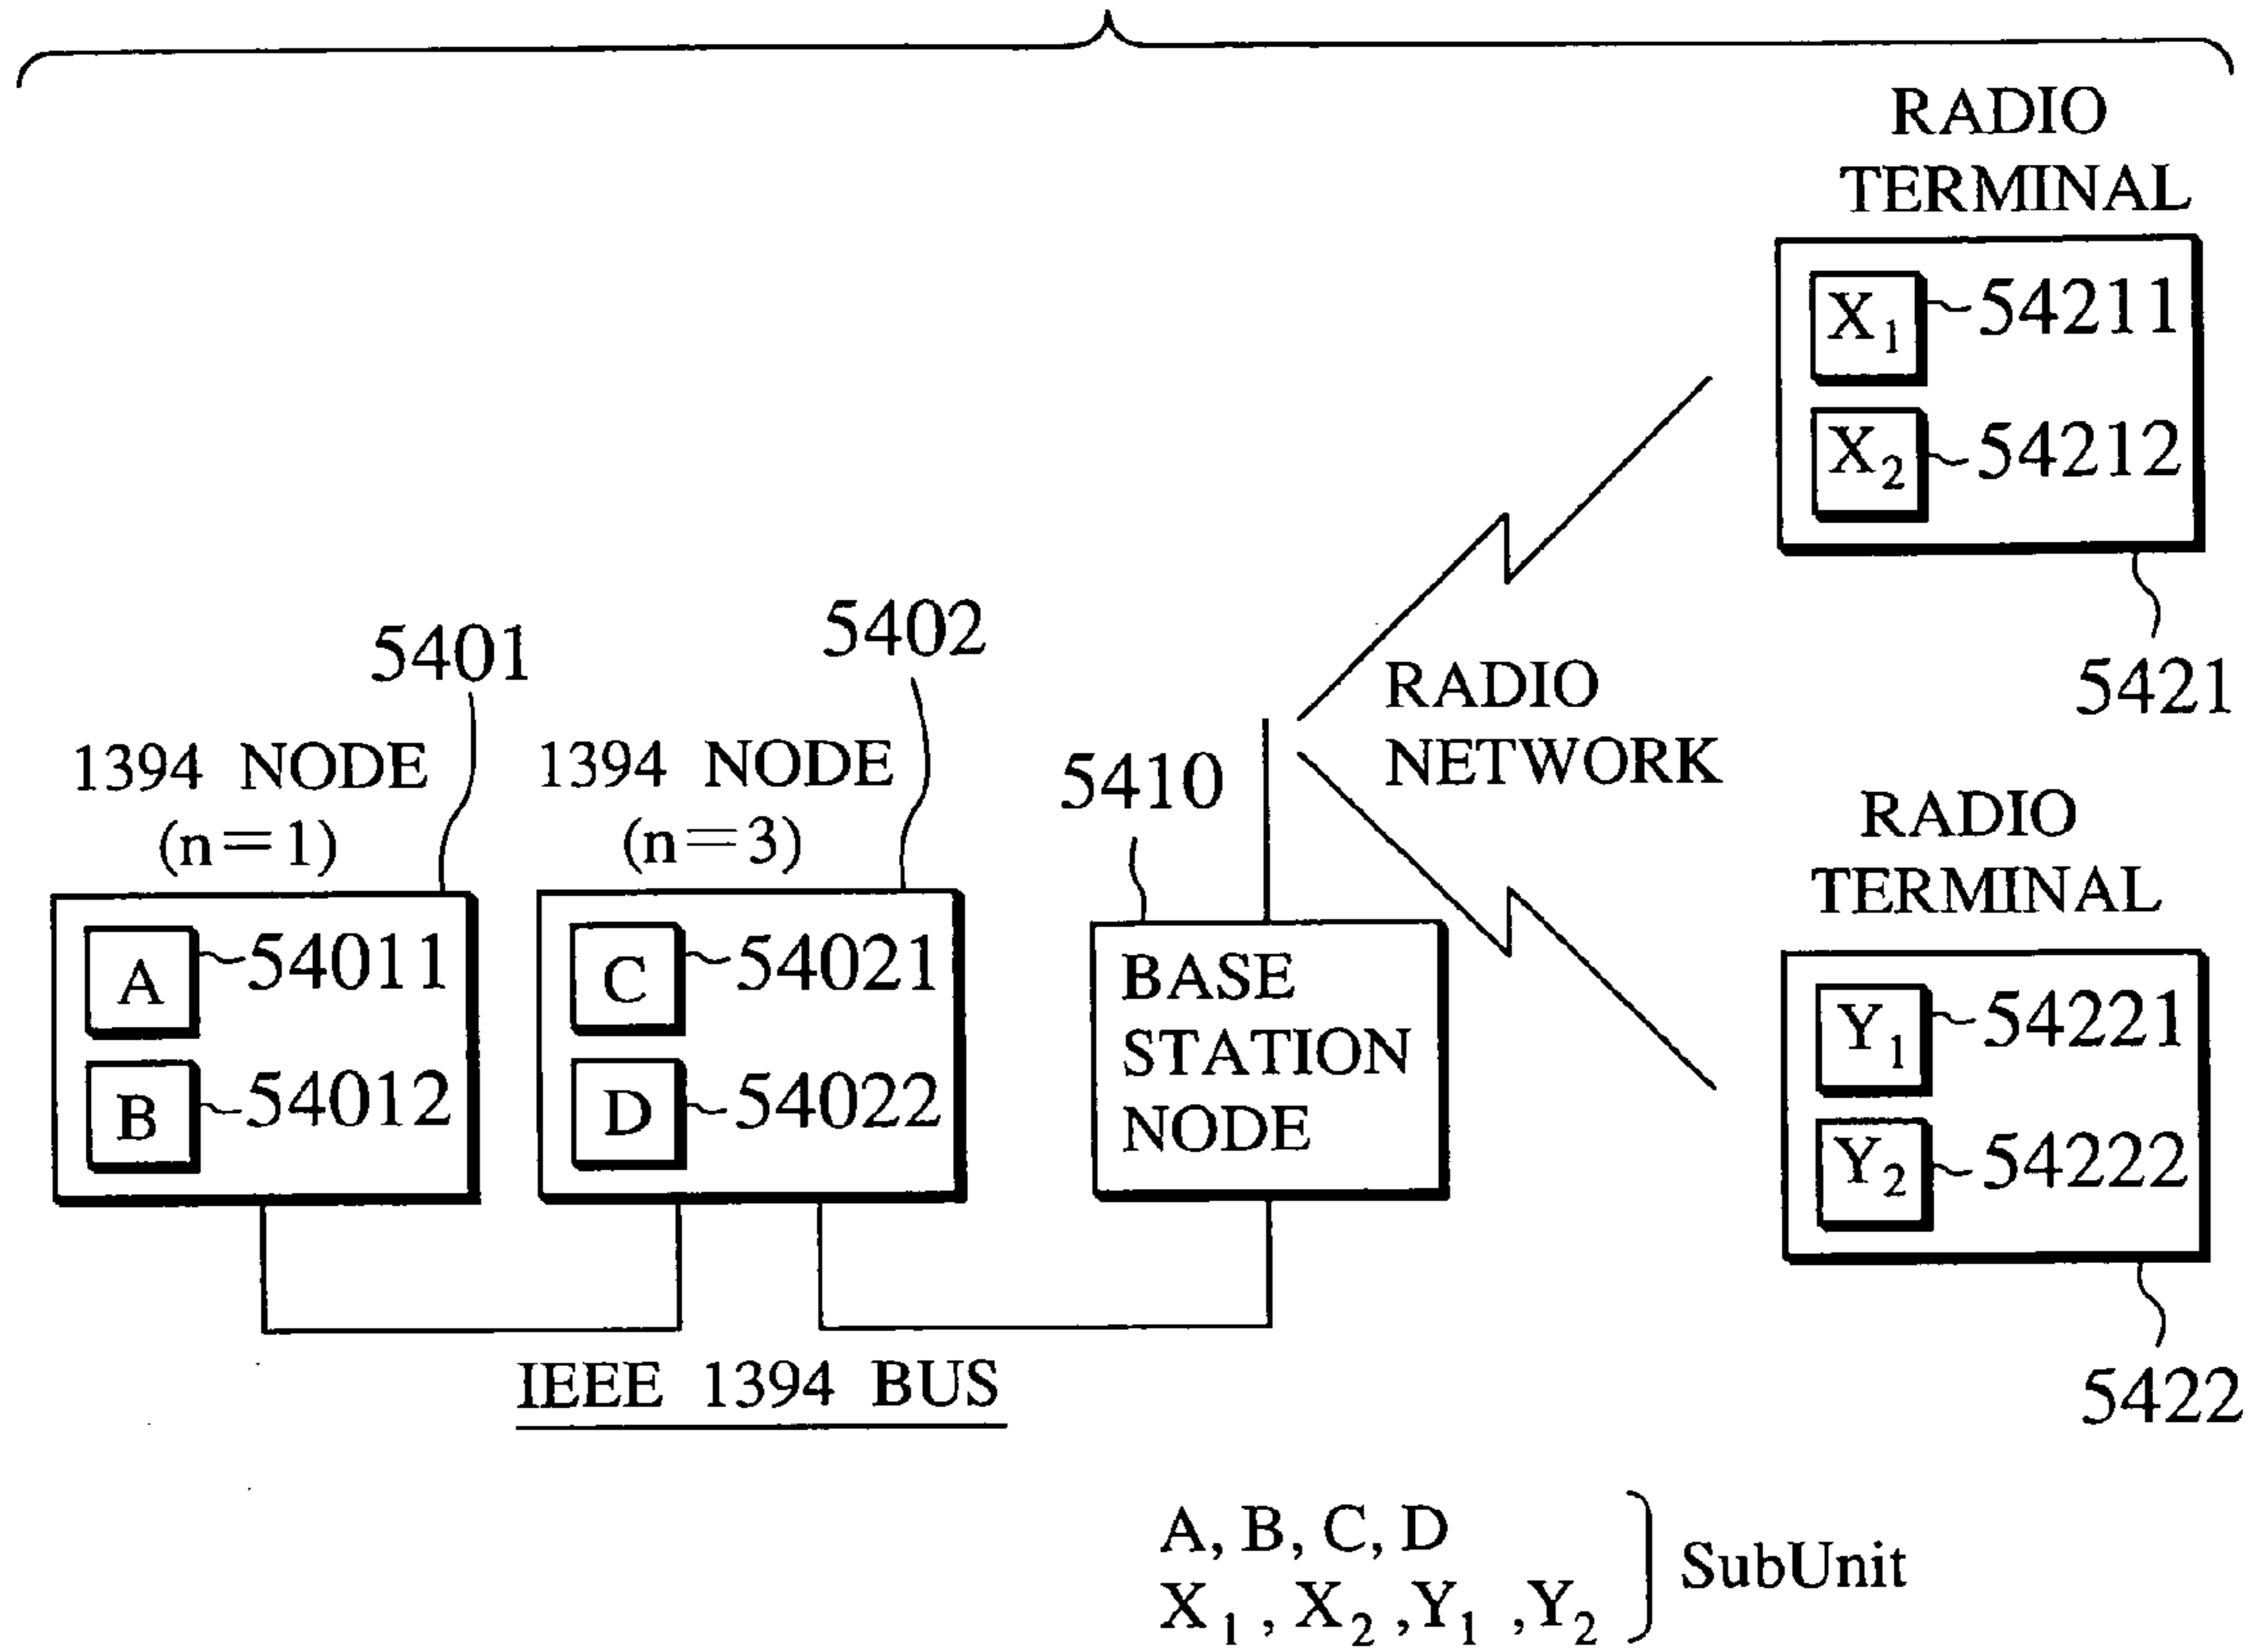 RADIO
TERMINAL
X₁ 54211
X₂ 54212
5421
5401
5402
1394 NODE
(n=1)
1394 NODE
(n=3)
5410
RADIO
NETWORK
RADIO
TERMINAL
A 54011
B 54012
C 54021
D 54022
BASE
STATION
NODE
Y₁ 54221
Y₂ 54222
5422
IEEE 1394 BUS
A, B, C, D
X₁, X₂, Y₁, Y₂
SubUnit